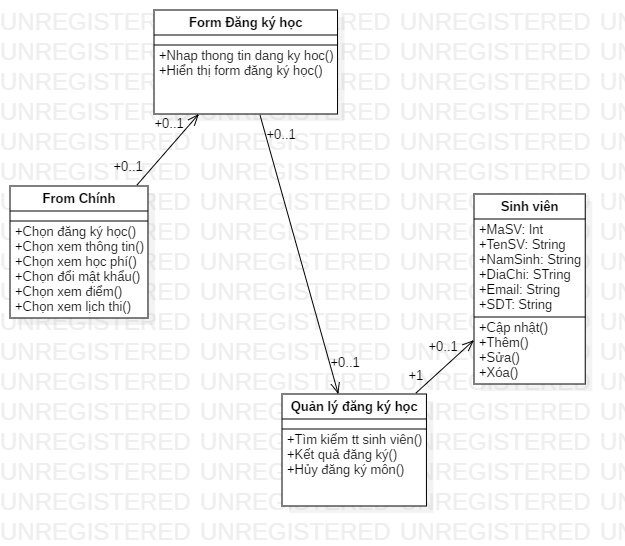 Form Đăng ký học
+Nhap thong tin dang ky hoc()
+Hiển thị form đăng ký học()
+0..1
+0..1
+0..1
From Chính
+Chọn đăng ký học()
+Chọn xem thông tin()
+Chọn xem học phí()
+Chọn đổi mật khẩu()
+Chọn xem điểm()
+Chọn xem lịch thi()
Sinh viên
+MaSV: Int
+TenSV: String
+NamSinh: String
+DiaChi: STring
+Email: String
+SDT: String
+Cập nhật()
+Thêm()
+Sửa()
+Xóa()
+0..1
+0..1
+1
Quản lý đăng ký học
+Tìm kiếm tt sinh viên()
+Kết quả đăng ký()
+Hủy đăng ký môn()
UNREGISTERED